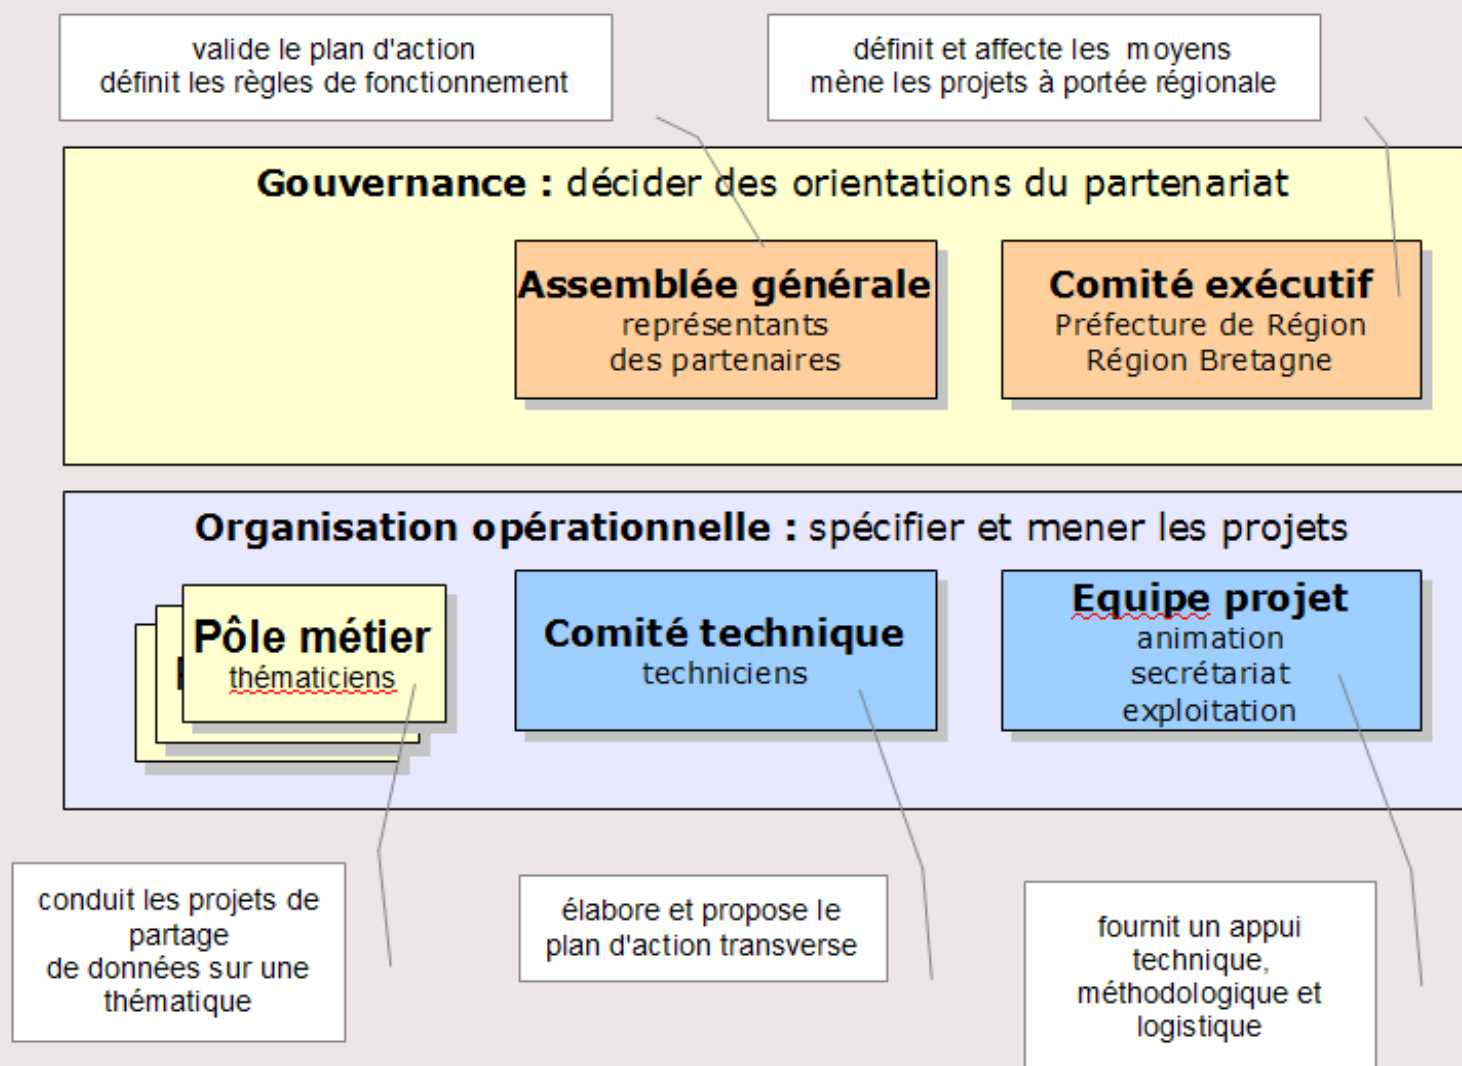 valide le plan d'action
définit les règles de fonctionnement
définit et affecte les moyens
mène les projets à portée régionale
Gouvernance : décider des orientations du partenariat
Assemblée générale
représentants
des partenaires
Comité exécutif
Préfecture de Région
Région Bretagne
Organisation opérationnelle : spécifier et mener les projets
Pôle métier
thématiciens
Comité technique
techniciens
Equipe projet
animation
secrétariat
exploitation
conduit les projets de
partage
de données sur une
thématique
élabore et propose le
plan d'action transverse
fournit un appui
technique,
méthodologique et
logistique